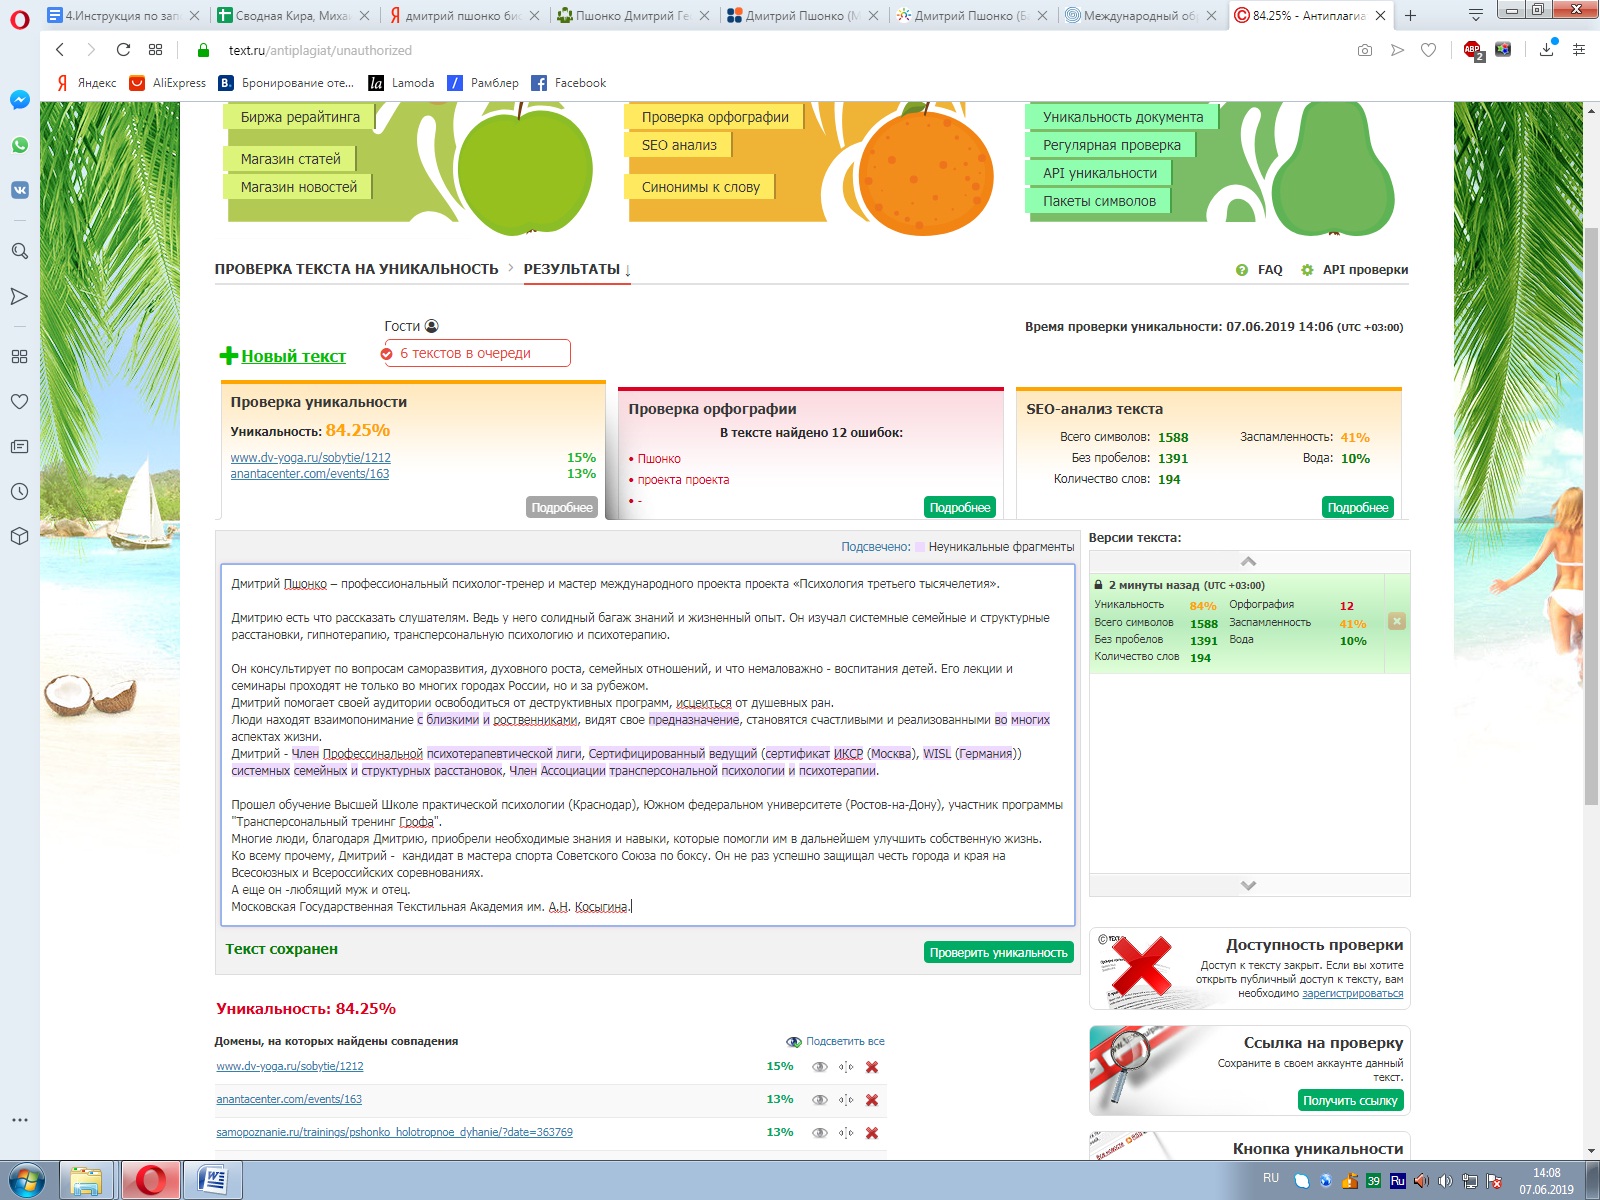 4.Инструкция по зап
Сводная Кира, Миха
дмитрий пшонко би
Пшонко Дмитрий Ге
Дмитрий Пшонко (М
Дмитрий Пшонко (Ба
Международный об
84.25% - Антиплагиа
text.ru/antiplagiat/unauthorized
ABP
2
Яндекс
AliExpress
B.
Бронирование оте...
la
Lamoda
Рамблер
Facebook
Биржа рерайтинга
Магазин статей
Магазин новостей
Проверка орфографии
SEO анализ
Синонимы к слову
Уникальность документа
Регулярная проверка
API уникальности
Пакеты символов
ПРОВЕРКА ТЕКСТА НА УНИКАЛЬНОСТЬ
РЕЗУЛЬТАТЫ ↓
FAQ
API проверки
Гости
Время проверки уникальности: 07.06.2019 14:06 (UTC +03:00)
Новый текст
6 текстов в очереди
Проверка уникальности
Уникальность: 84.25%
www.dv-yoga.ru/sobytie/1212 15%
anantacenter.com/events/163 13%
Подробнее
Проверка орфографии
В тексте найдено 12 ошибок:
• Пшонко
• проекта проекта
• -
Подробнее
SEO-анализ текста
Всего символов: 1588 Заспамленность: 41%
Без пробелов: 1391 Вода: 10%
Количество слов: 194
Подробнее
Подсвечено: Неуникальные фрагменты
Дмитрий Пшонко – профессиональный психолог-тренер и мастер международного проекта проекта «Психология третьего тысячелетия».
Дмитрию есть что рассказать слушателям. Ведь у него солидный багаж знаний и жизненный опыт. Он изучал системные семейные и структурные
расстановки, гипнотерапию, трансперсональную психологию и психотерапию.
Он консультирует по вопросам саморазвития, духовного роста, семейных отношений, и что немаловажно - воспитания детей. Его лекции и
семинары проходят не только во многих городах России, но и за рубежом.
Дмитрий помогает своей аудитории освободиться от деструктивных программ, исцеиться от душевных ран.
Люди находят взаимопонимание с близкими и роственниками, видят свое предназначение, становятся счастливыми и реализованными во многих
аспектах жизни.
Дмитрий - Член Профессинальной психотерапевтической лиги, Сертифицированный ведущий (сертификат ИКСР (Москва), WISL (Германия))
системных семейных и структурных расстановок, Член Ассоциации трансперсональной психологии и психотерапии.
Прошел обучение Высшей Школе практической психологии (Краснодар), Южном федеральном университете (Ростов-на-Дону), участник программы
"Трансперсональный тренинг Грофа".
Многие люди, благодаря Дмитрию, приобрели необходимые знания и навыки, которые помогли им в дальнейшем улучшить собственную жизнь.
Ко всему прочему, Дмитрий - кандидат в мастера спорта Советского Союза по боксу. Он не раз успешно защищал честь города и края на
Всесоюзных и Всероссийских соревнованиях.
А еще он -любящий муж и отец.
Московская Государственная Текстильная Академия им. А.Н. Косыгина.
Текст сохранен
Проверить уникальность
Версии текста:
2 минуты назад (UTC +03:00)
Уникальность 84% Орфография 12
Всего символов 1588 Заспамленность 41%
Без пробелов 1391 Вода 10%
Количество слов 194
Доступность проверки
Доступ к тексту закрыт. Если вы хотите
открыть публичный доступ к тексту, вам
необходимо зарегистрироваться
Ссылка на проверку
Сохраните в своем аккаунте данный
текст.
Получить ссылку
Кнопка уникальности
Уникальность: 84.25%
Домены, на которых найдены совпадения
Подсветить все
www.dv-yoga.ru/sobytie/1212 15%
anantacenter.com/events/163 13%
samopoznanie.ru/trainings/pshonko_holotropnoe_dyhanie/?date=363769 13%
RU
39
Ru
14:08
07.06.2019